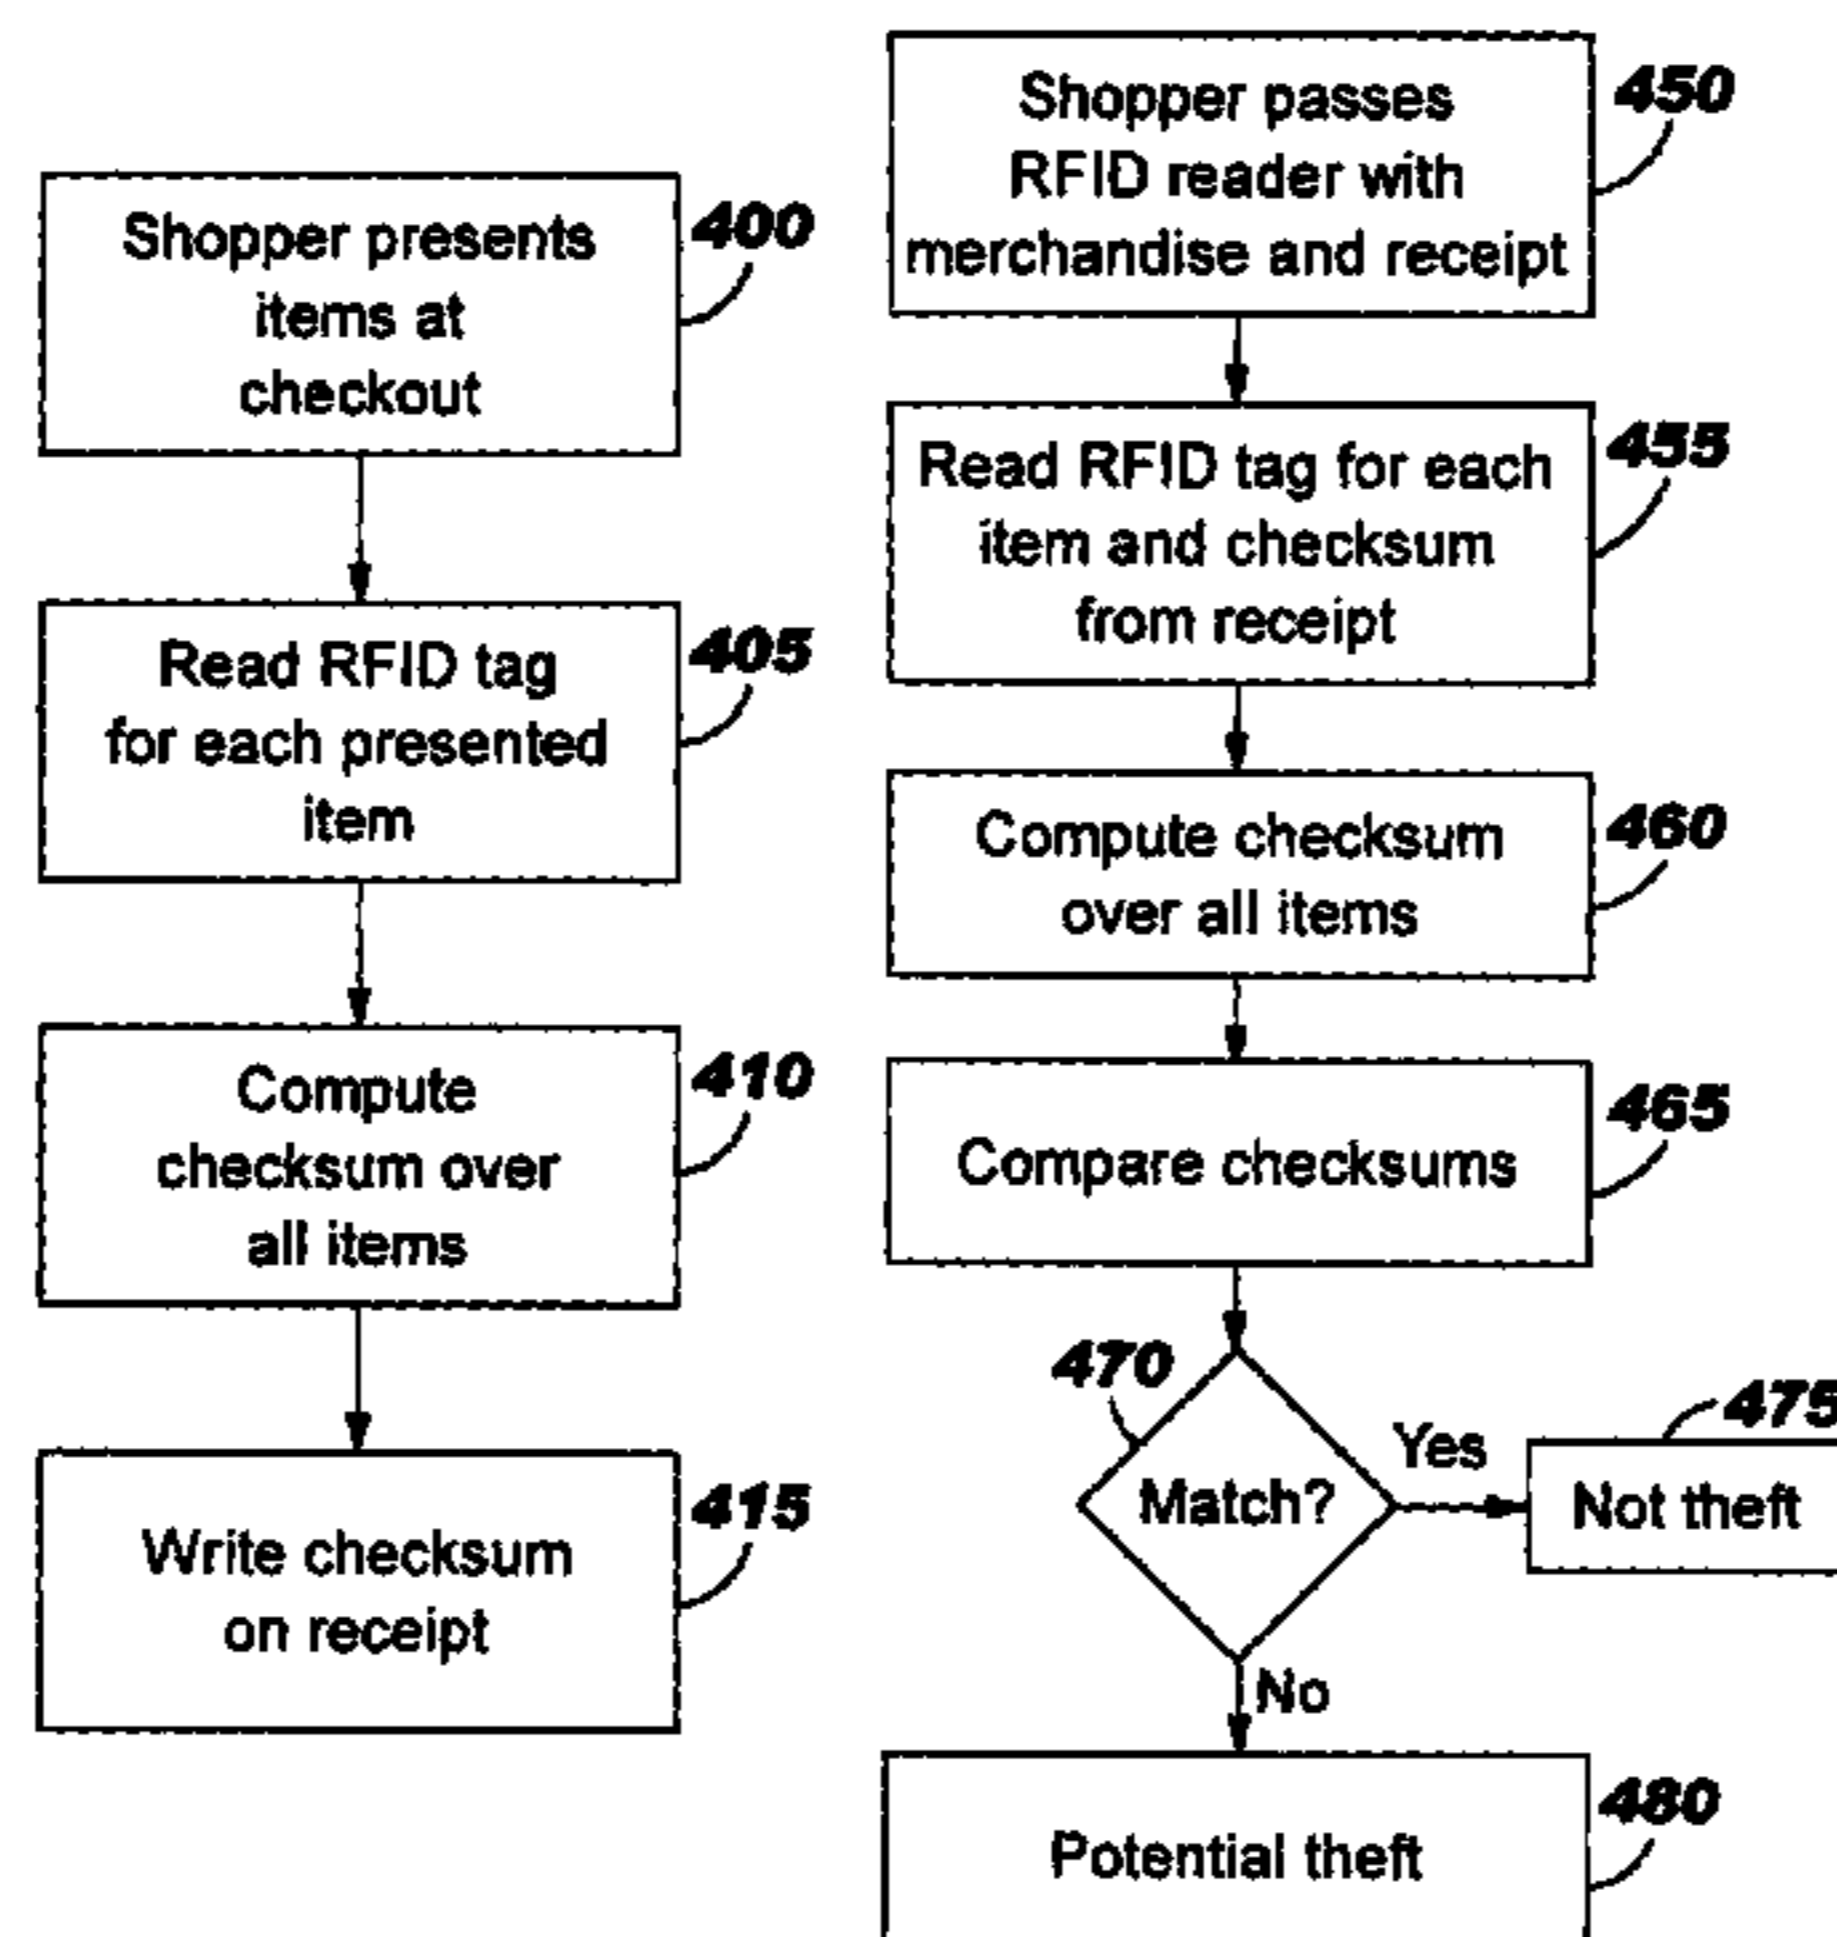 Shopper presents
items at
checkout
400
Read RFID tag
for each presented
item
405
Compute
checksum over
all items
410
Write checksum
on receipt
415
Shopper passes
RFID reader with
merchandise and receipt
450
Read RFID tag for each
item and checksum
from receipt
455
Compute checksum
over all items
460
Compare checksums
465
470
Match?
Yes
475
Not theft
No
Potential theft
480